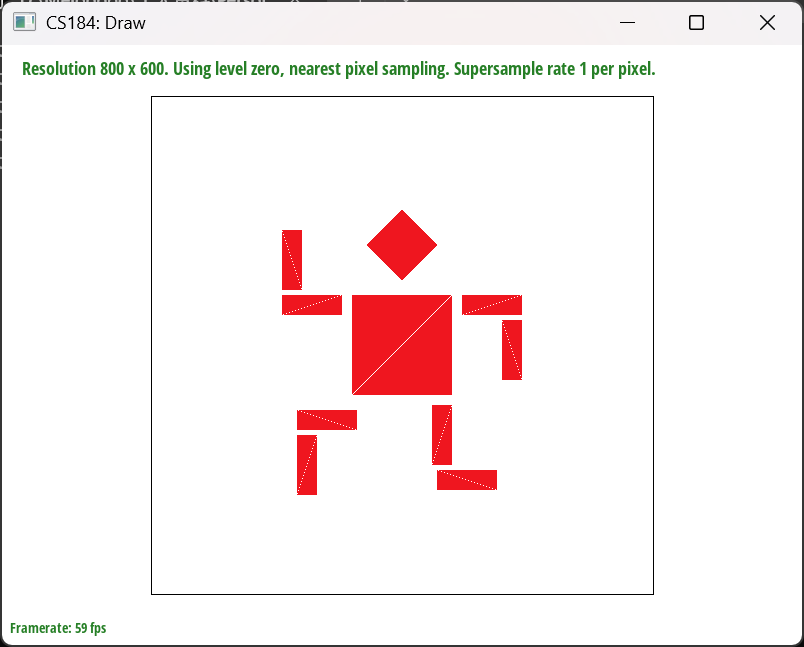 CS184: Draw
Resolution 800 x 600. Using level zero, nearest pixel sampling. Supersample rate 1 per pixel.
Framerate: 59 fps